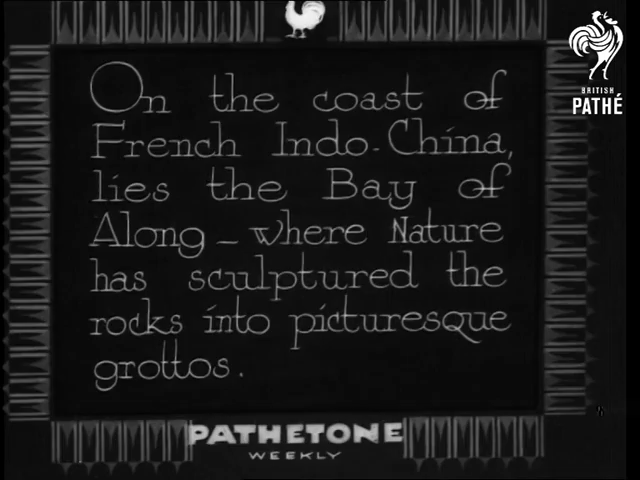 On the coast of
French Indo-China,
lies the Bay of
Along – where Nature
has sculptured the
rocks into picturesque
grottos.
PATHETONE
WEEKLY
BRITISH
PATHÉ